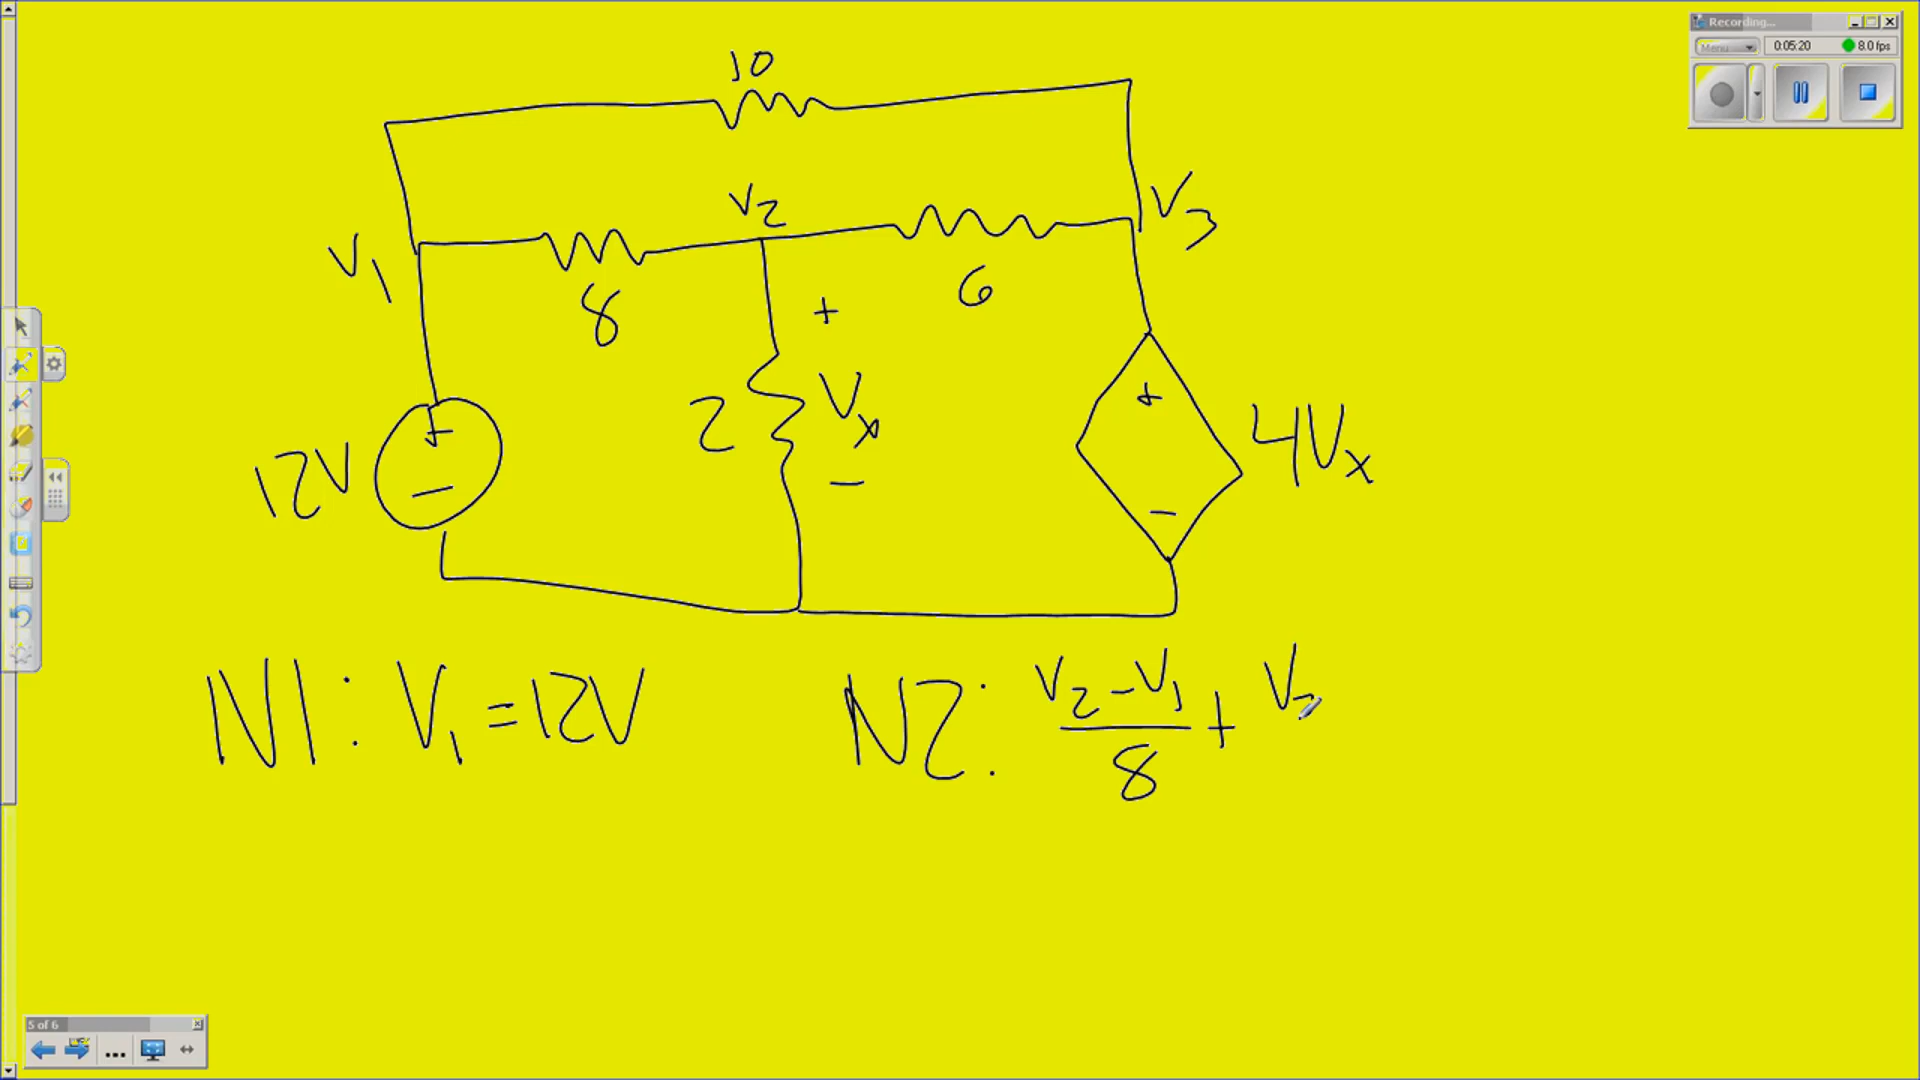 Recording...
Menu
0:05:20
8.0 fps
10
V2
V3
V1
8
6
+
2
Vx
−
+
−
12V
+
−
4Vx
N1: V1 = 12V
N2: V2 - V1 / 8 + V
5 of 6
...